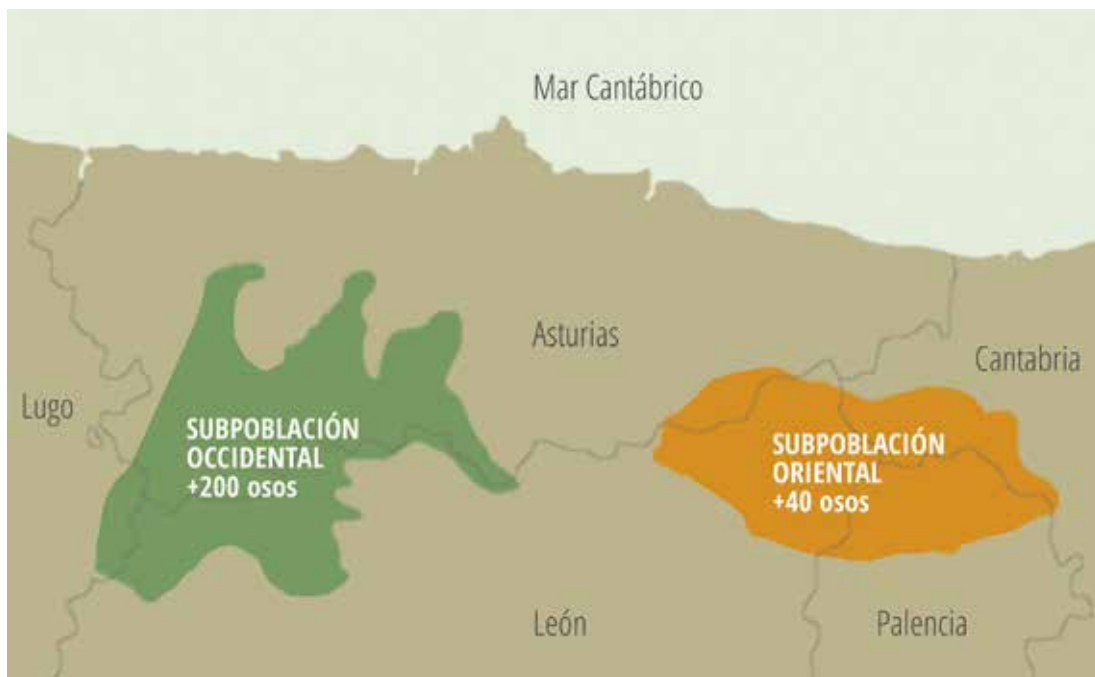 Mar Cantábrico
Asturias
Cantabria
Lugo
SUBPOBLACIÓN
OCCIDENTAL
+200 osos
SUBPOBLACIÓN
ORIENTAL
+40 osos
León
Palencia